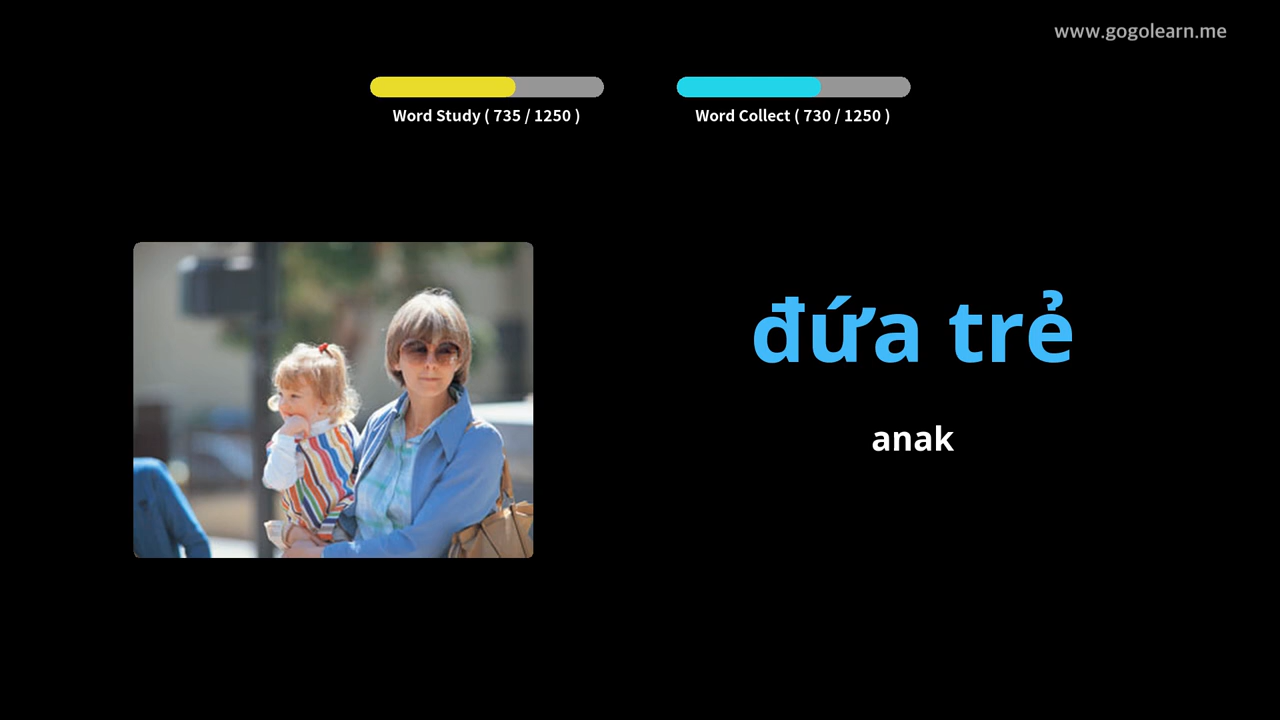 www.gogolearn.me
Word Study ( 735 / 1250 )
Word Collect ( 730 / 1250 )
đứa trẻ
anak